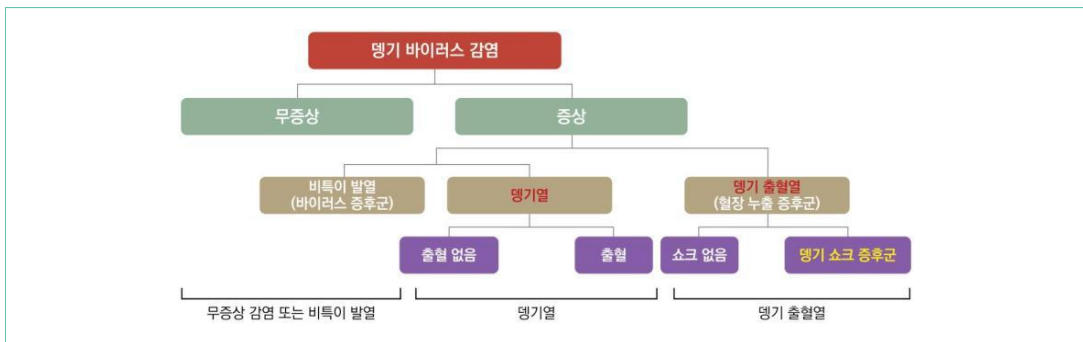 뎅기 바이러스 감염
무증상
증상
비특이 발열
(바이러스 증후군)
뎅기열
뎅기 출혈열
(혈장 누출 증후군)
출혈 없음
출혈
쇼크 없음
뎅기 쇼크 증후군
무증상 감염 또는 비특이 발열
뎅기열
뎅기 출혈열